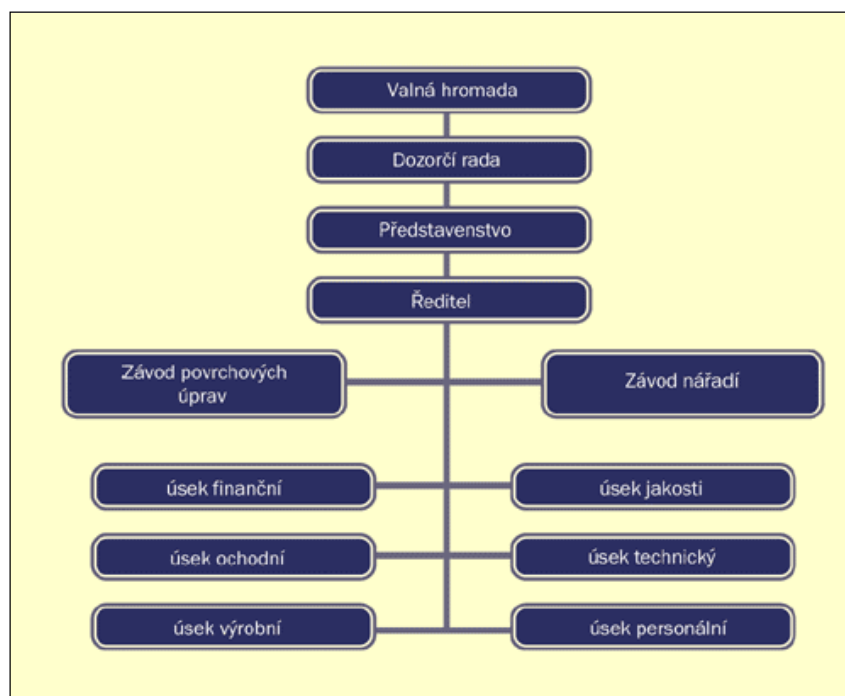 Valná hromada
Dozorčí rada
Představenstvo
Ředitel
Závod povrchových
úprav
Závod nářadí
úsek finanční
úsek jakosti
úsek ochodní
úsek technický
úsek výrobní
úsek personální